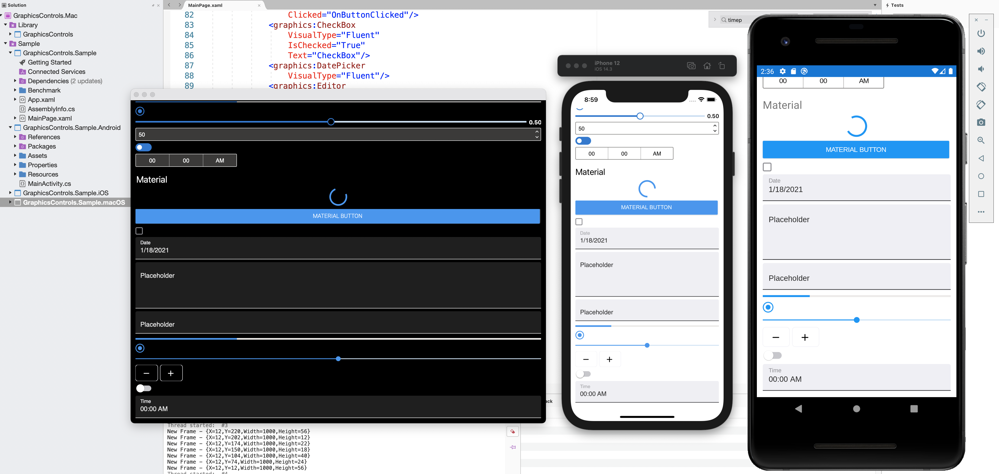 Solution
GraphicsControls.Mac
Library
GraphicsControls
Sample
GraphicsControls.Sample
Getting Started
Connected Services
Dependencies (2 updates)
Benchmark
App.xaml
AssemblyInfo.cs
MainPage.xaml
GraphicsControls.Sample.Android
References
Packages
Assets
Properties
Resources
MainActivity.cs
GraphicsControls.Sample.iOS
GraphicsControls.Sample.macOS
MainPage.xaml
82 Clicked="OnButtonClicked"/>
83 <graphics:CheckBox
84 VisualType="Fluent"
85 IsChecked="True"
86 Text="CheckBox"/>
87 <graphics:DatePicker
88 VisualType="Fluent"/>
89 <graphics:Editor
timep
Tests
0.50
50
00 00 AM
Material
MATERIAL BUTTON
Date
1/18/2021
Placeholder
Placeholder
Time
00:00 AM
Thread started: #3
New Frame - {X=12,Y=220,Width=1000,Height=56}
New Frame - {X=12,Y=202,Width=1000,Height=12}
New Frame - {X=12,Y=174,Width=1000,Height=22}
New Frame - {X=12,Y=150,Width=1000,Height=18}
New Frame - {X=12,Y=104,Width=1000,Height=40}
New Frame - {X=12,Y=74,Width=1000,Height=24}
New Frame - {X=12,Y=12,Width=1000,Height=56}
Thread started: #4
ack
iPhone 12
iOS 14.3
8:59
0.50
50
00 00 AM
Material
MATERIAL BUTTON
Date
1/18/2021
Placeholder
Placeholder
Time
00:00 AM
2:36
00 00 AM
Material
MATERIAL BUTTON
Date
1/18/2021
Placeholder
Placeholder
Time
00:00 AM